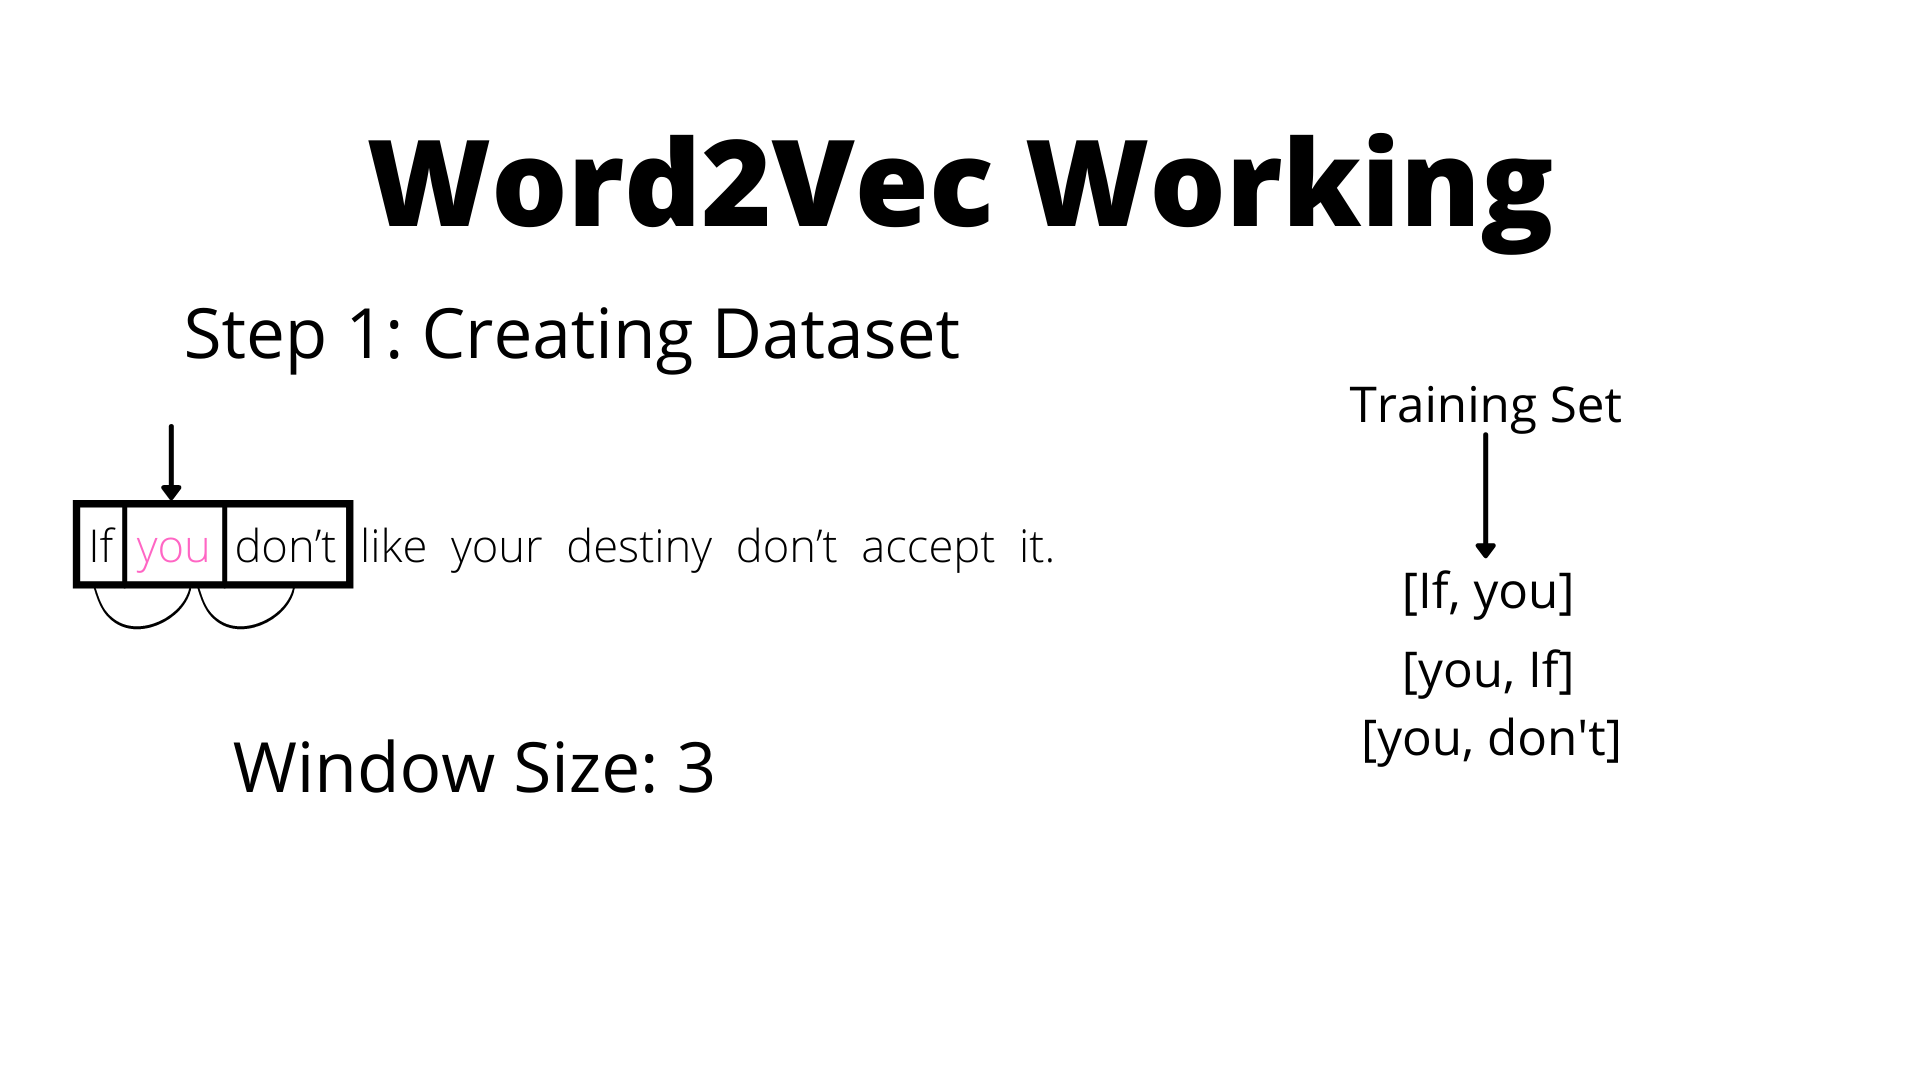 Word2Vec Working
Step 1: Creating Dataset
If you don’t like your destiny don’t accept it.
Window Size: 3
Training Set
[If, you]
[you, If]
[you, don't]